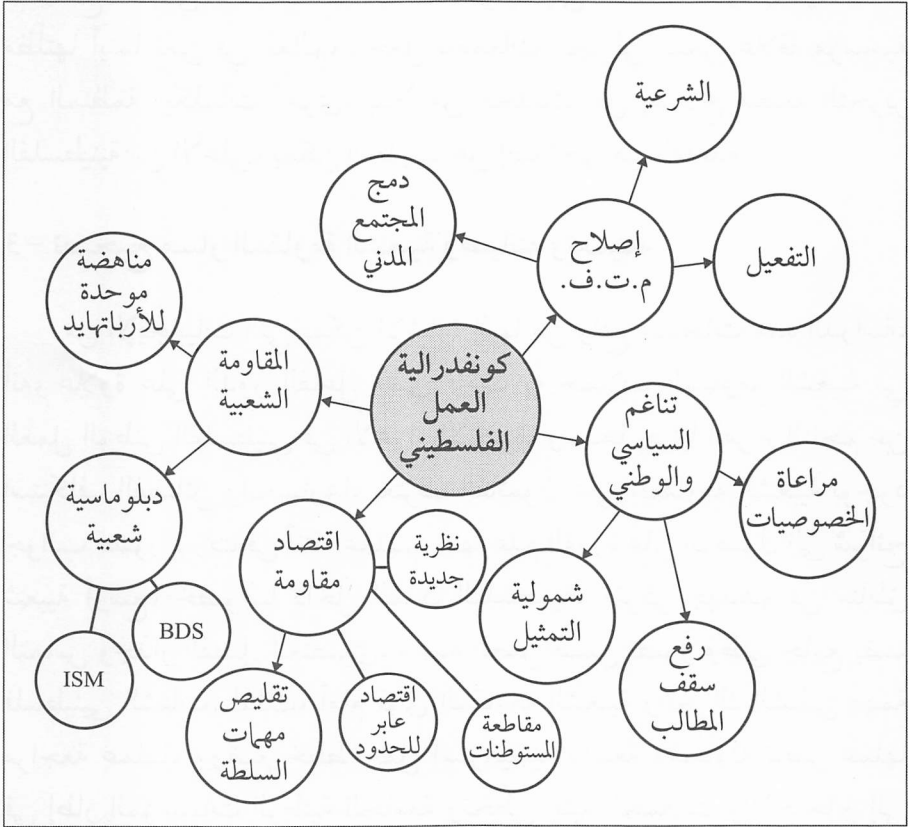 الشرعية
دمج
المجتمع
المدني
إصلاح
م.ت.ف.
التفعيل
مناهضة
موحدة
للأرباتهايد
المقاومة
الشعبية
كونفدرالية
العمل
الفلسطيني
تناغم
السياسي
والوطني
مراعاة
الخصوصيات
دبلوماسية
شعبية
اقتصاد
مقاومة
نظرية
جديدة
شمولية
التمثيل
رفع
سقف
المطالب
BDS
ISM
تقليص
مهمات
السلطة
اقتصاد
عابر
للحدود
مقاطعة
المستوطنات